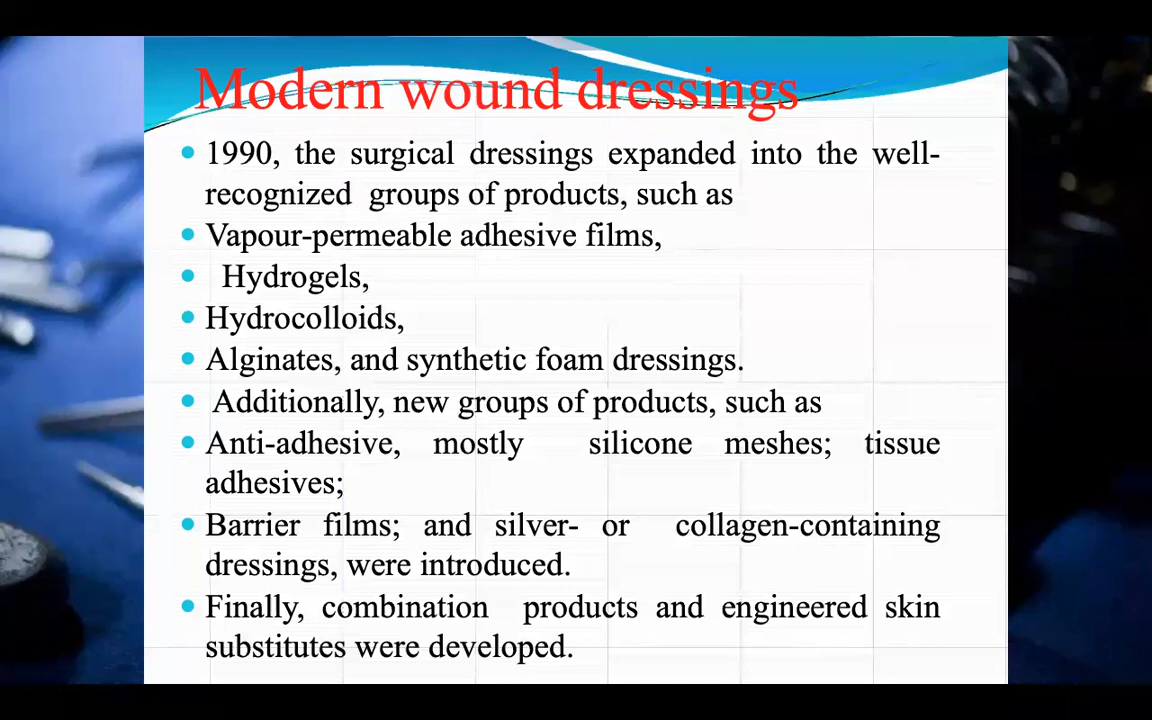 Modern wound dressings
• 1990, the surgical dressings expanded into the well-
recognized groups of products, such as
• Vapour-permeable adhesive films,
• Hydrogels,
• Hydrocolloids,
• Alginates, and synthetic foam dressings.
• Additionally, new groups of products, such as
• Anti-adhesive, mostly silicone meshes; tissue
adhesives;
• Barrier films; and silver- or collagen-containing
dressings, were introduced.
• Finally, combination products and engineered skin
substitutes were developed.